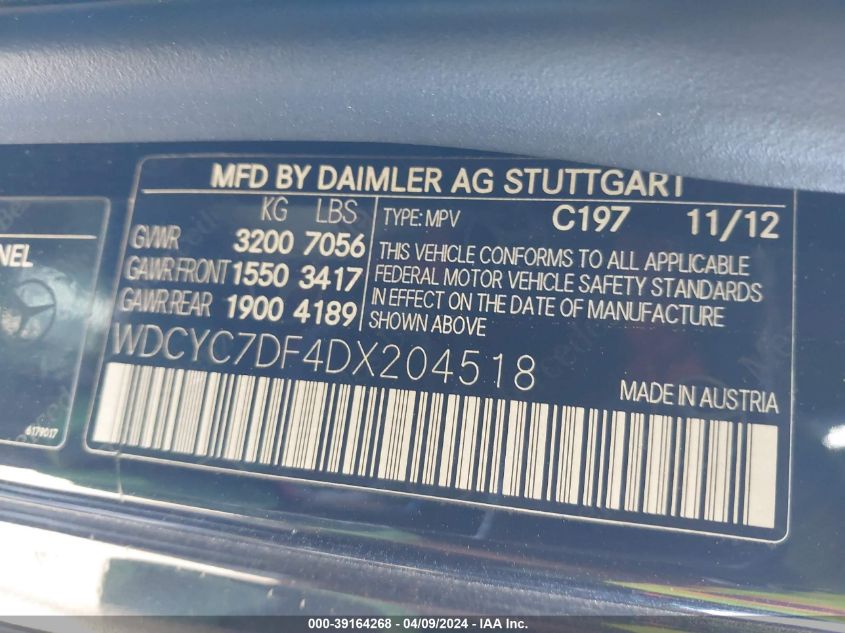 MFD BY DAIMLER AG STUTTGART
KG LBS
GVWR 3200 7056
GAWR FRONT 1550 3417
GAWR REAR 1900 4189
TYPE: MPV C197 11/12
THIS VEHICLE CONFORMS TO ALL APPLICABLE
FEDERAL MOTOR VEHICLE SAFETY STANDARDS
IN EFFECT ON THE DATE OF MANUFACTURE
SHOWN ABOVE
WDCYC7DF4DX204518
MADE IN AUSTRIA
NEL
6179017
000-39164268 - 04/09/2024 - IAA Inc.